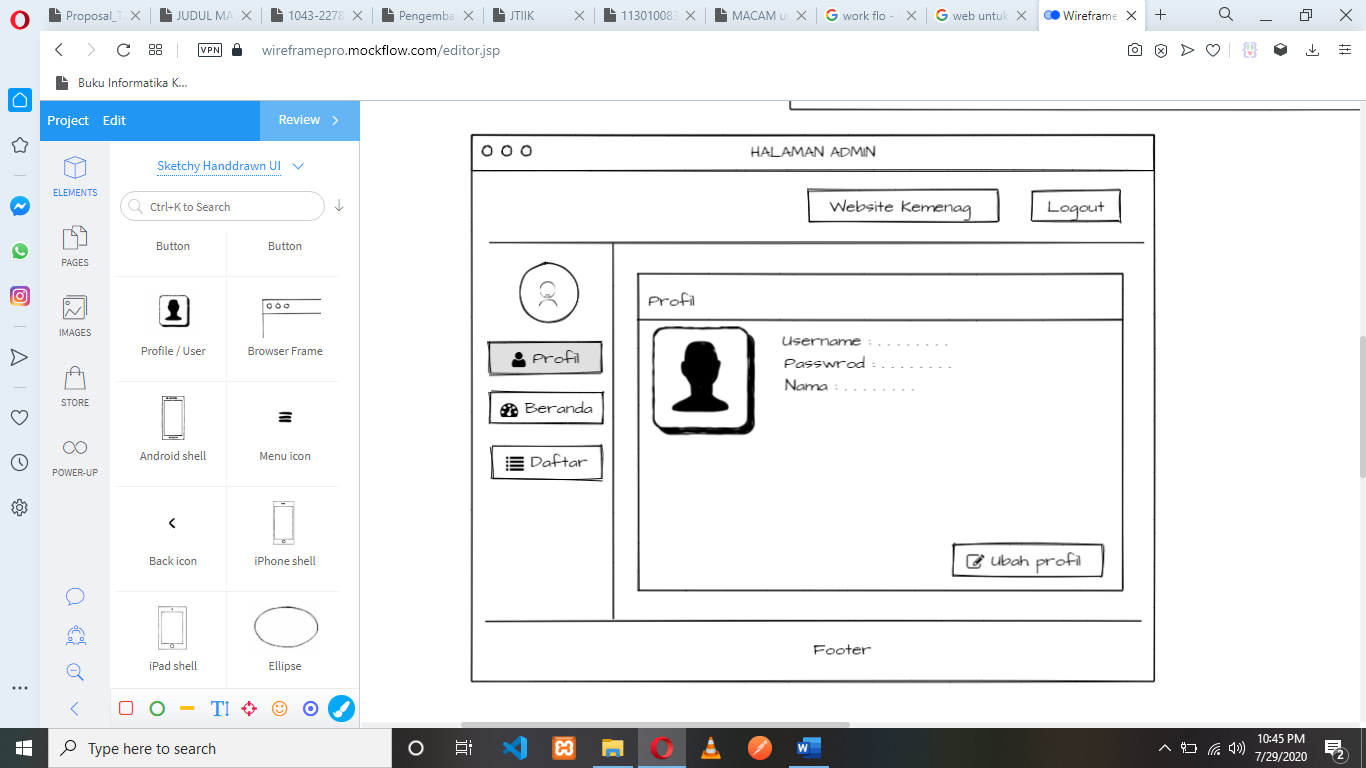 Proposal_T
JUDUL MA
1043-2278
Pengemba
JTIIK
113010083
MACAM u
work flo -
web untuk
Wireframe
VPN
wireframepro.mockflow.com/editor.jsp
Buku Informatika K...
Project Edit Review
Sketchy Handdrawn UI
ELEMENTS
Ctrl+K to Search
Button Button
PAGES
IMAGES
Profile / User Browser Frame
STORE
POWER-UP
Android shell Menu icon
Back icon iPhone shell
iPad shell Ellipse
T
HALAMAN ADMIN
Website Kemenag Logout
Profil
Beranda
Daftar
Profil
Username : . . . . . . . .
Passwrod : . . . . . . . .
Nama : . . . . . . . .
Ubah profil
Footer
Type here to search
10:45 PM
7/29/2020
2